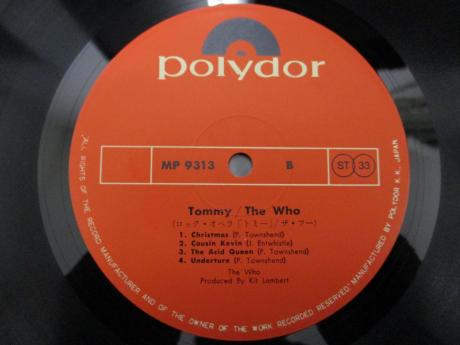 polydor
MP 9313 B ST 33
Tommy / The Who
(ロック・オペラ「トミー」/ザ・フー)
1. Christmas (P. Townshend)
2. Cousin Kevin (J. Entwhistle)
3. The Acid Queen (P. Townshend)
4. Underture (P. Townshend)
The Who
Produced By Kit Lambert
ALL RIGHTS OF THE RECORD MANUFACTURER AND OF THE OWNER OF THE WORK RECORDED RESERVED. MANUFACTURED BY POLYDOR K.K. JAPAN